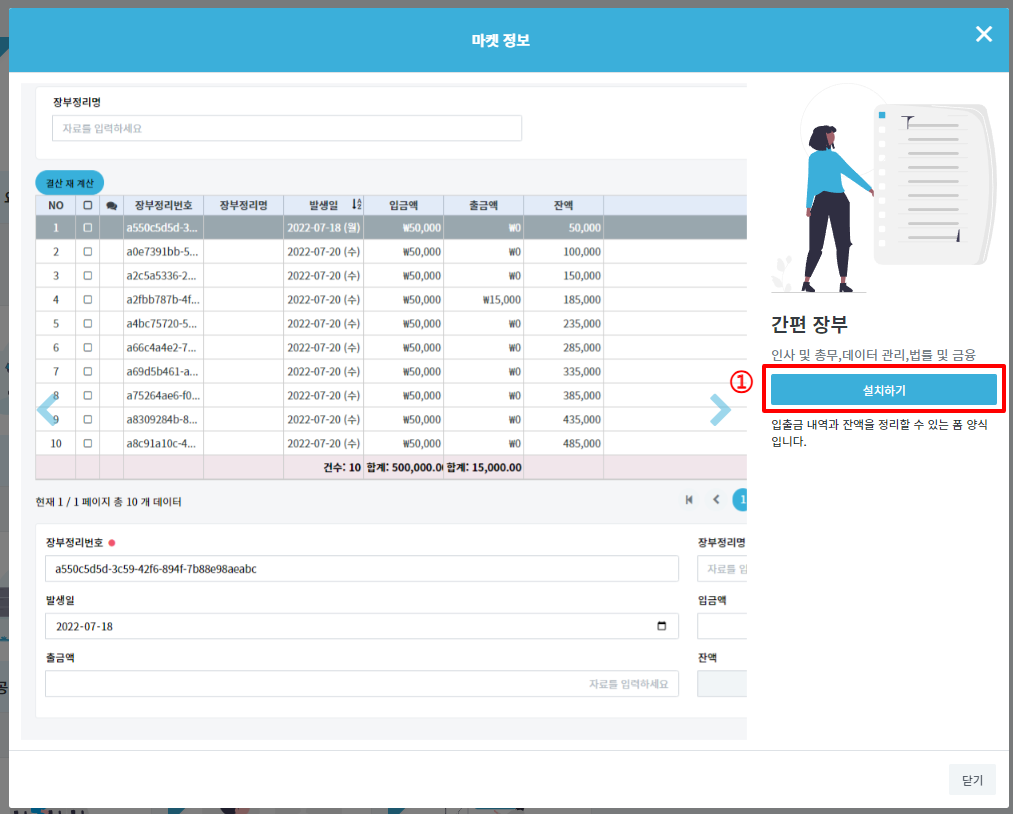 마켓 정보
장부정리명
자료를 입력하세요
결산 재 계산
NO 장부정리번호 장부정리명 발생일 입금액 출금액 잔액
1 a550c5d5d-3... 2022-07-18 (월) ₩50,000 ₩0 50,000
2 a0e7391bb-5... 2022-07-20 (수) ₩50,000 ₩0 100,000
3 a2c5a5336-2... 2022-07-20 (수) ₩50,000 ₩0 150,000
4 a2fbb787b-4f... 2022-07-20 (수) ₩50,000 ₩15,000 185,000
5 a4bc75720-5... 2022-07-20 (수) ₩50,000 ₩0 235,000
6 a66c4a4e2-7... 2022-07-20 (수) ₩50,000 ₩0 285,000
7 a69d5b461-a... 2022-07-20 (수) ₩50,000 ₩0 335,000
8 a75264ae6-f0... 2022-07-20 (수) ₩50,000 ₩0 385,000
9 a8309284b-8... 2022-07-20 (수) ₩50,000 ₩0 435,000
10 a8c91a10c-4... 2022-07-20 (수) ₩50,000 ₩0 485,000
건수: 10 합계: 500,000.0 합계: 15,000.00
현재 1 / 1 페이지 총 10 개 데이터
1
장부정리번호 장부정리명
a550c5d5d-3c59-42f6-894f-7b88e98aeabc 자료를 입
발생일 입금액
2022-07-18
출금액 잔액
자료를 입력하세요
간편 장부
인사 및 총무,데이터 관리,법률 및 금융
①
설치하기
입출금 내역과 잔액을 정리할 수 있는 폼 양식
입니다.
닫기